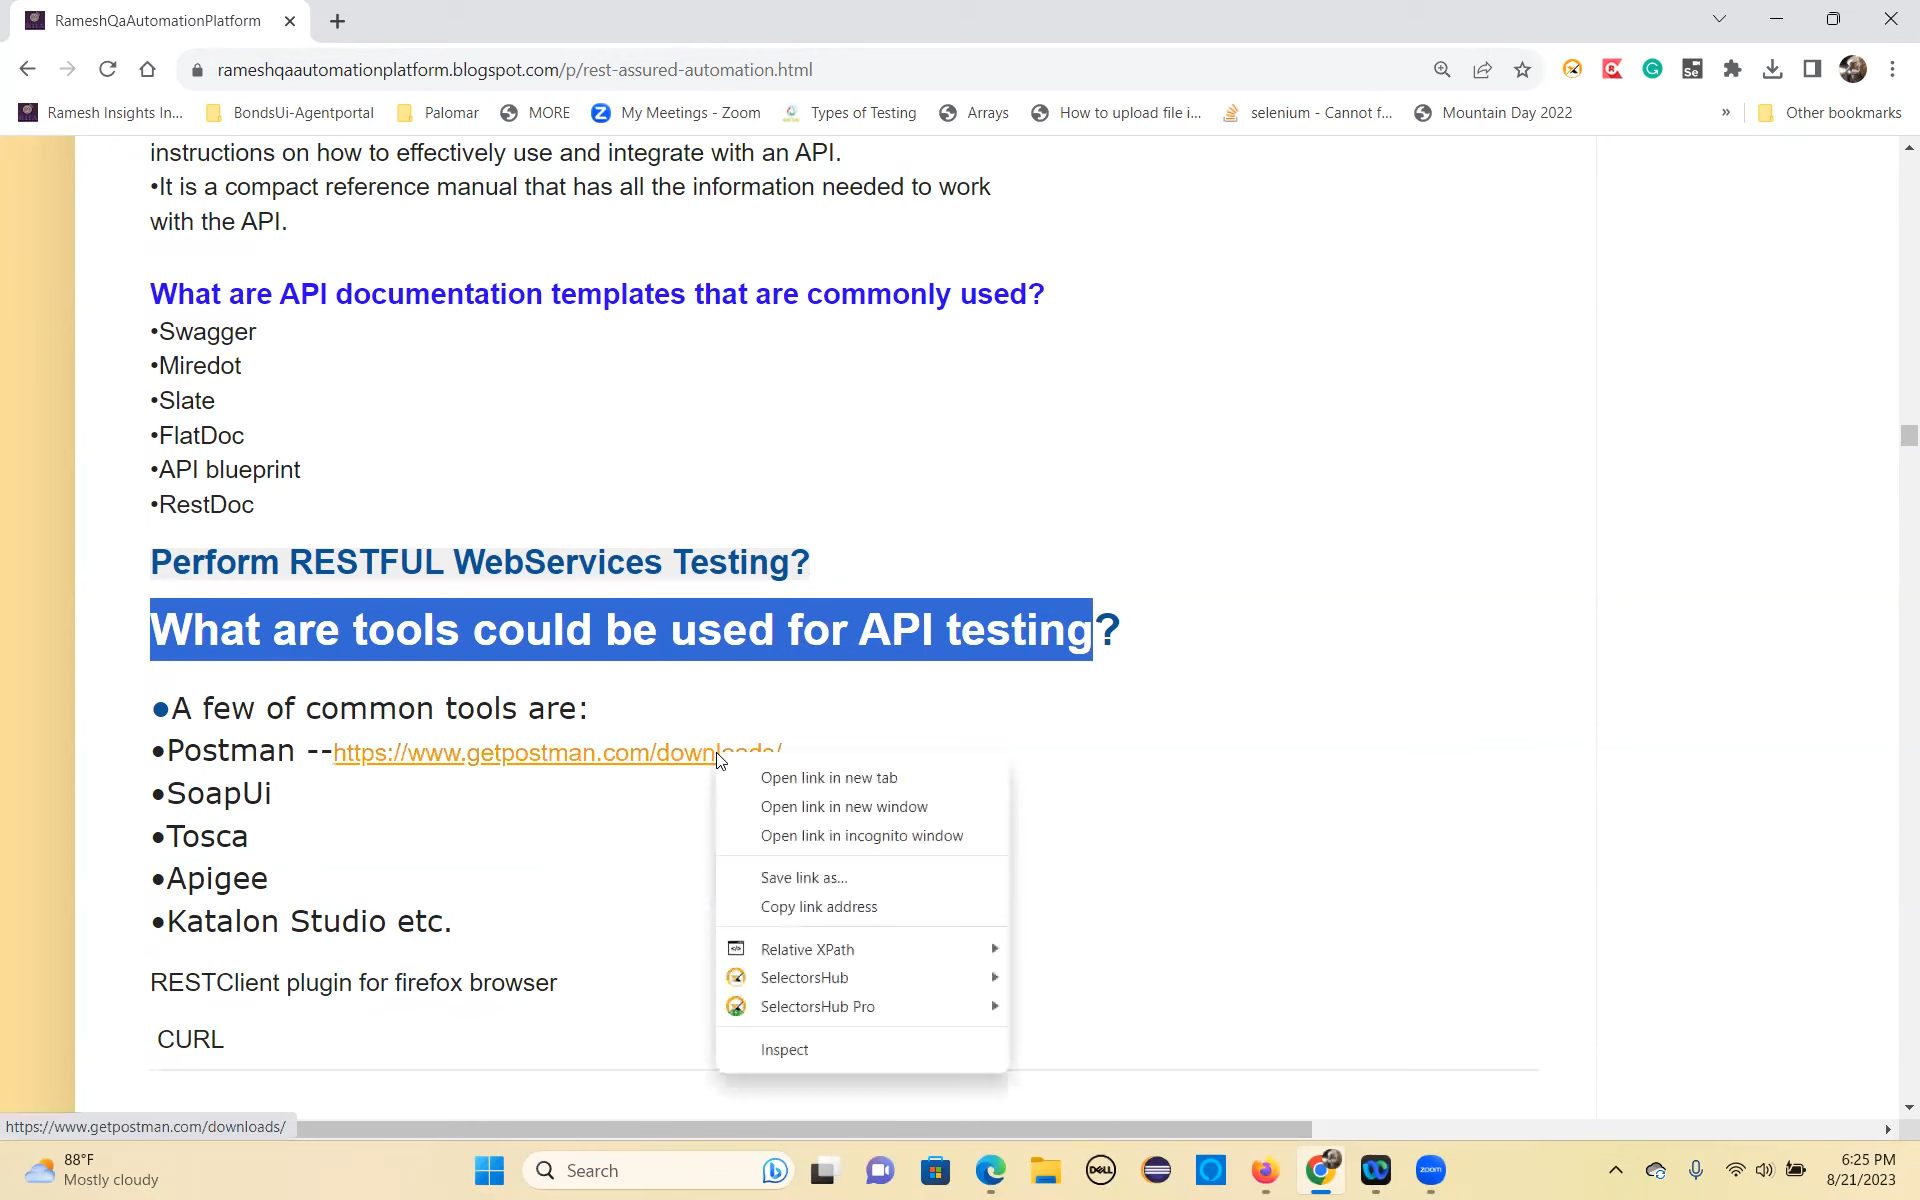 RameshQaAutomationPlatform
rameshqaautomationplatform.blogspot.com/p/rest-assured-automation.html
Ramesh Insights In...
BondsUi-Agentportal
Palomar
MORE
My Meetings - Zoom
Types of Testing
Arrays
How to upload file i...
selenium - Cannot f...
Mountain Day 2022
»
Other bookmarks
instructions on how to effectively use and integrate with an API.
•It is a compact reference manual that has all the information needed to work
with the API.
What are API documentation templates that are commonly used?
•Swagger
•Miredot
•Slate
•FlatDoc
•API blueprint
•RestDoc
Perform RESTFUL WebServices Testing?
What are tools could be used for API testing?
●A few of common tools are:
•Postman --https://www.getpostman.com/downloads/
•SoapUi
•Tosca
•Apigee
•Katalon Studio etc.
RESTClient plugin for firefox browser
CURL
Open link in new tab
Open link in new window
Open link in incognito window
Save link as...
Copy link address
Relative XPath
SelectorsHub
SelectorsHub Pro
Inspect
https://www.getpostman.com/downloads/
88°F
Mostly cloudy
Search
DELL
zoom
6:25 PM
8/21/2023